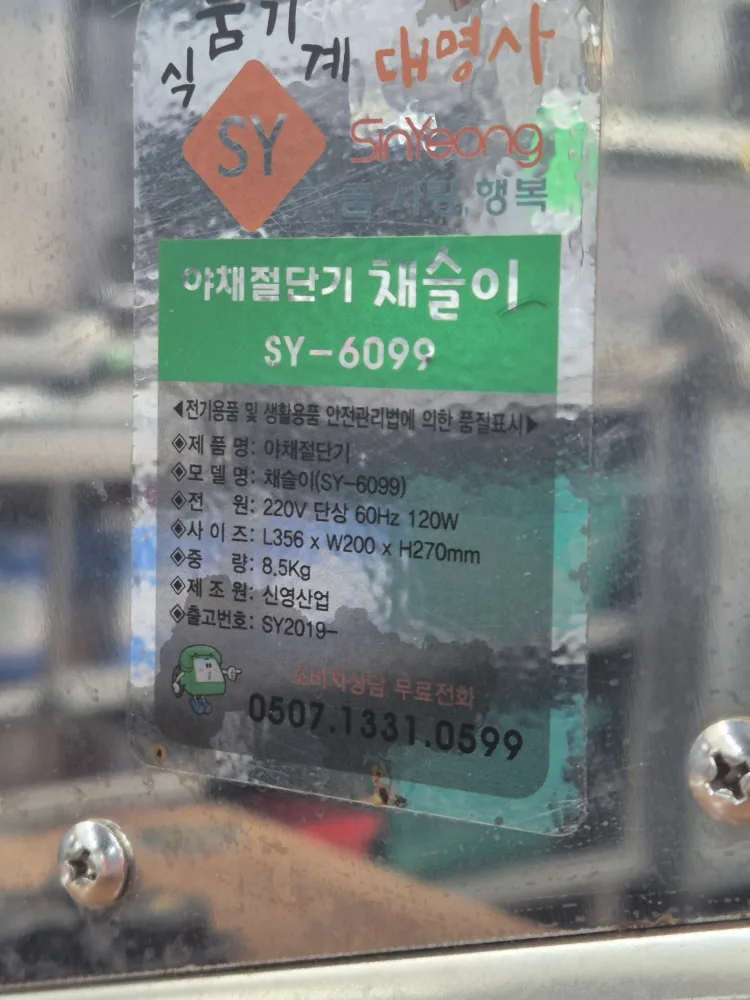 식품기계 대명사
SY SinYeong
행복
야채절단기 채슬이
SY-6099
◀전기용품 및 생활용품 안전관리법에 의한 품질표시▶
◈제 품 명: 야채절단기
◈모 델 명: 채슬이(SY-6099)
◈전 원: 220V 단상 60Hz 120W
◈사 이 즈: L356 x W200 x H270mm
◈중 량: 8.5Kg
◈제 조 원: 신영산업
◈출고번호: SY2019-
소비자상담 무료전화
0507.1331.0599